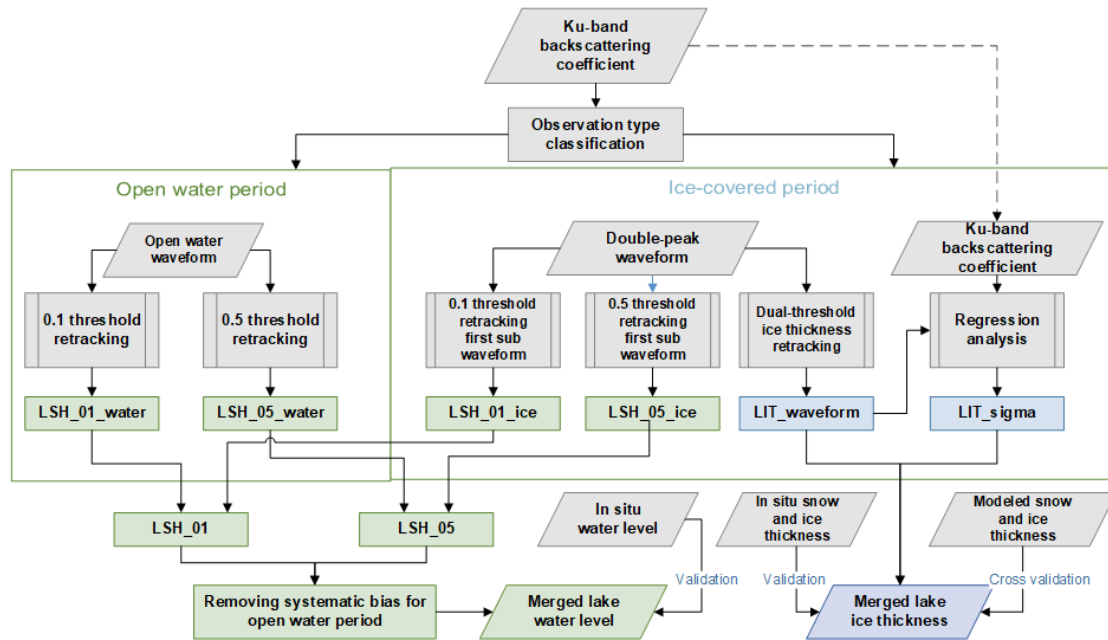 Ku-band
backscattering
coefficient
Observation type
classification
Open water period
Ice-covered period
Open water
waveform
Double-peak
waveform
Ku-band
backscattering
coefficient
0.1 threshold
retracking
0.5 threshold
retracking
0.1 threshold
retracking
first sub
waveform
0.5 threshold
retracking
first sub
waveform
Dual-threshold
ice thickness
retracking
Regression
analysis
LSH_01_water
LSH_05_water
LSH_01_ice
LSH_05_ice
LIT_waveform
LIT_sigma
LSH_01
LSH_05
In situ
water level
In situ snow
and ice
thickness
Modeled snow
and ice
thickness
Validation
Validation
Cross validation
Removing systematic bias for
open water period
Merged lake
water level
Merged lake
ice thickness